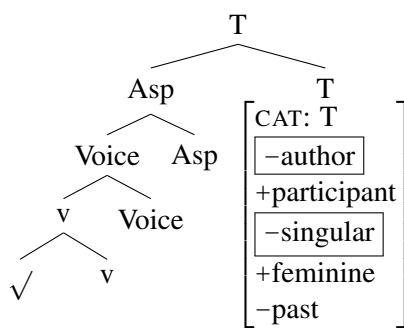 T
Asp T
CAT: T
Voice Asp −author
+participant
v Voice −singular
+feminine
√ v −past